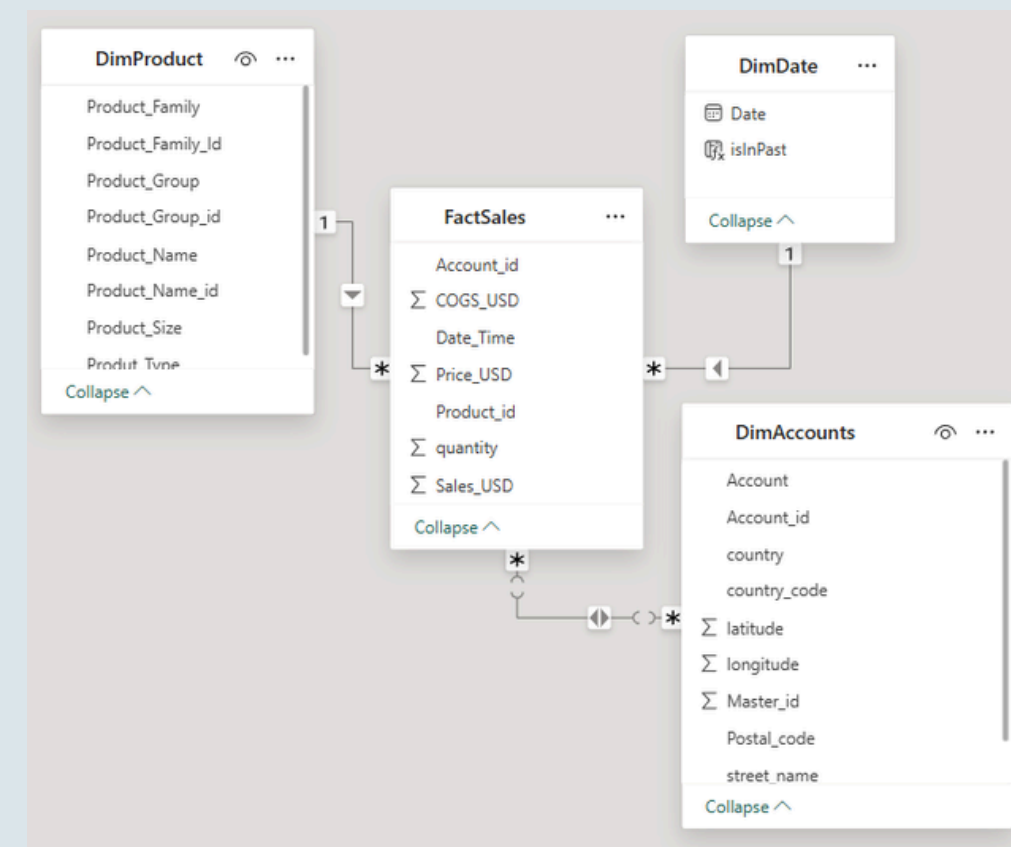 DimProduct
Product_Family
Product_Family_Id
Product_Group
Product_Group_id
Product_Name
Product_Name_id
Product_Size
Produt_Type
Collapse
1
*
FactSales
Account_id
COGS_USD
Date_Time
Price_USD
Product_id
quantity
Sales_USD
Collapse
*
DimDate
Date
isInPast
Collapse
1
*
DimAccounts
Account
Account_id
country
country_code
latitude
longitude
Master_id
Postal_code
street_name
Collapse
*